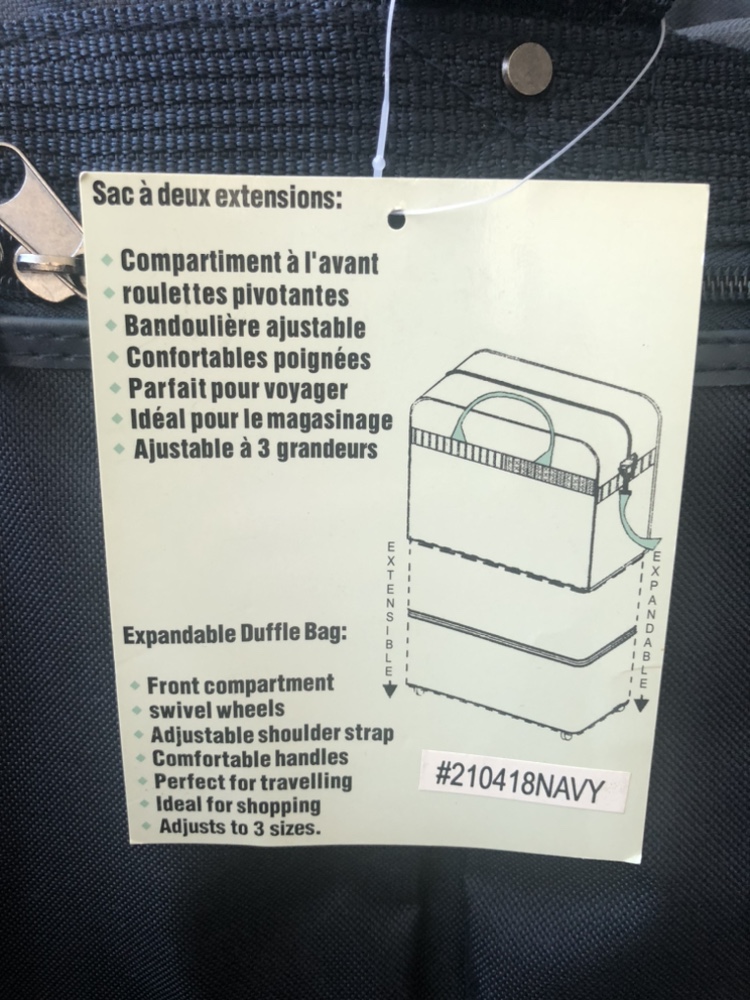 Sac à deux extensions:
Compartiment à l'avant
roulettes pivotantes
Bandoulière ajustable
Confortables poignées
Parfait pour voyager
Idéal pour le magasinage
Ajustable à 3 grandeurs
EXTENSIBLE
EXPANDABLE
Expandable Duffle Bag:
Front compartment
swivel wheels
Adjustable shoulder strap
Comfortable handles
Perfect for travelling
Ideal for shopping
Adjusts to 3 sizes.
#210418NAVY